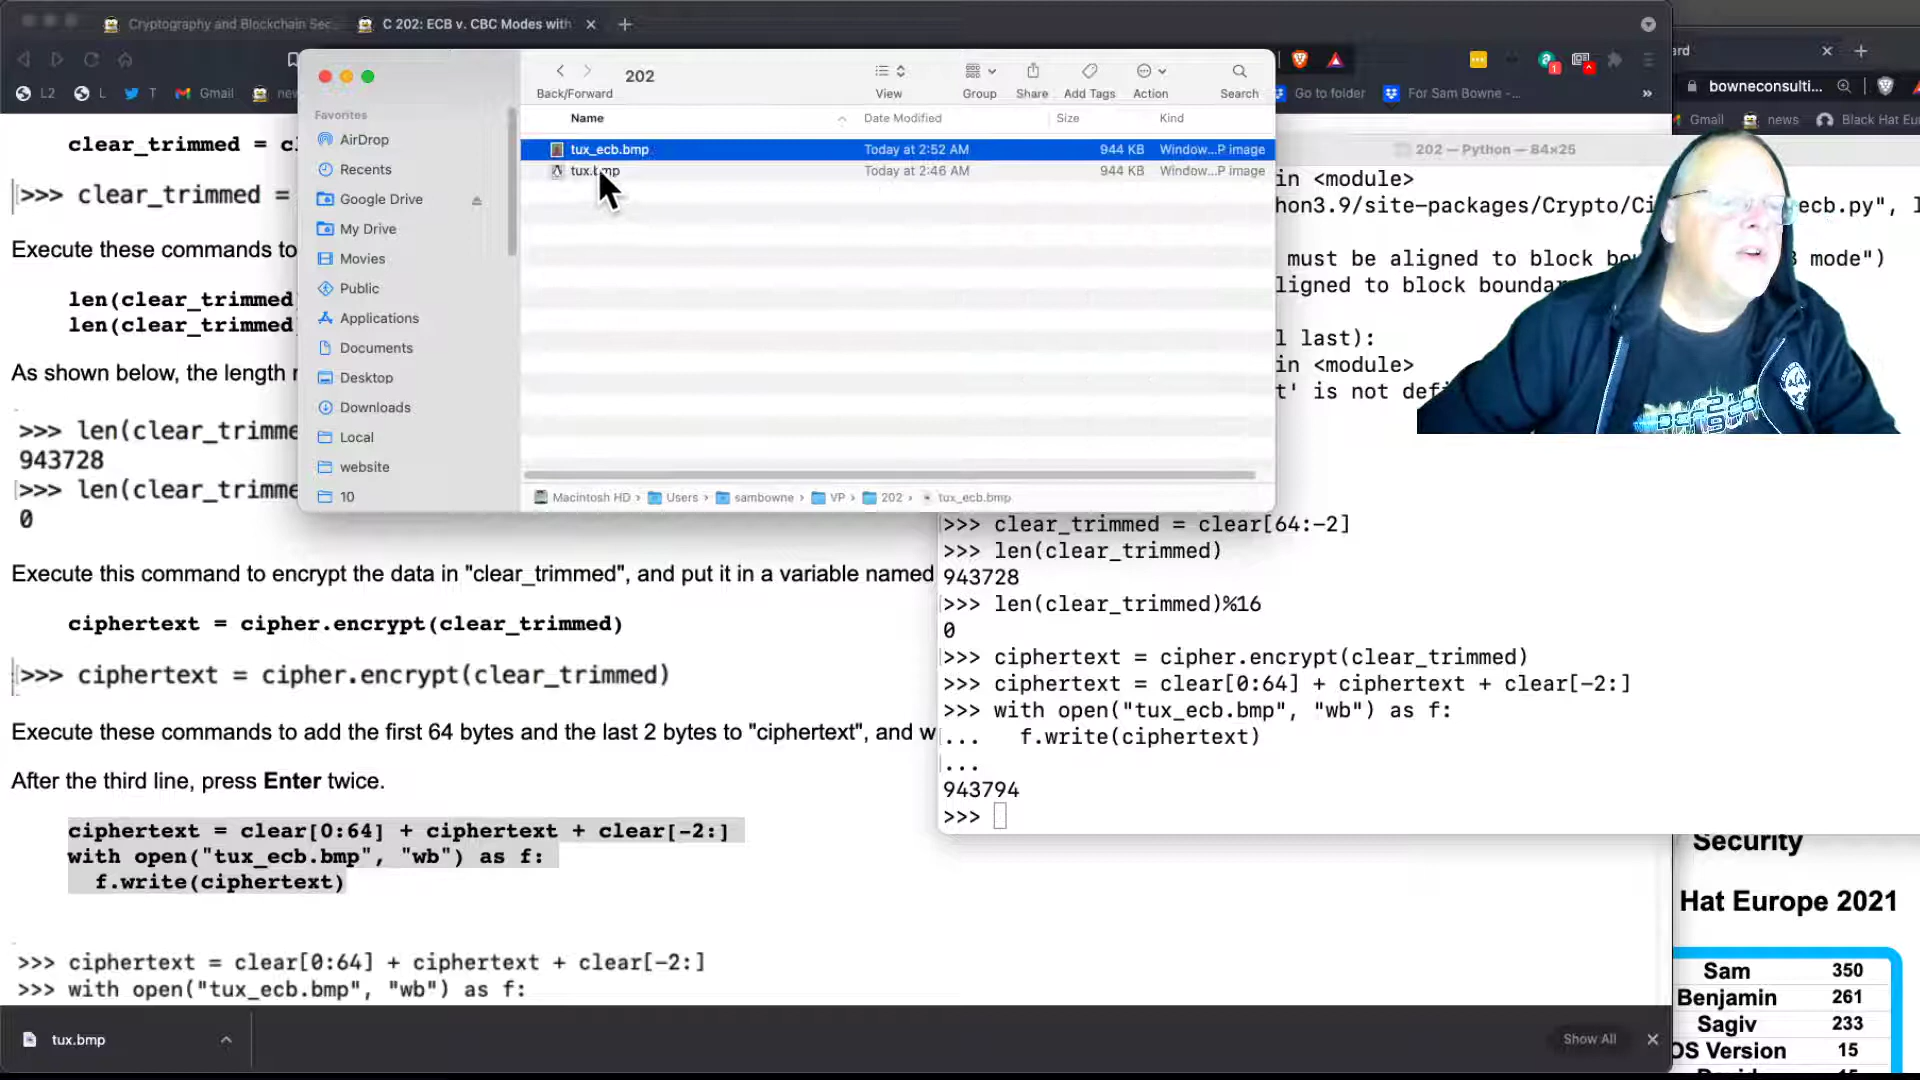 Cryptography and Blockchain Sec...
C 202: ECB v. CBC Modes with
L2
L
T
Gmail
new
Go to folder
For Sam Bowne -...
»
ard
bowneconsulti...
Gmail
news
Black Hat Eu
202
Back/Forward
View
Group
Share
Add Tags
Action
Search
Favorites
AirDrop
Recents
Google Drive
My Drive
Movies
Public
Applications
Documents
Desktop
Downloads
Local
website
10
Name
Date Modified
Size
Kind
tux_ecb.bmp
Today at 2:52 AM
944 KB
Window...P image
tux.bmp
Today at 2:46 AM
944 KB
Window...P image
Macintosh HD › Users › sambowne › VP › 202 › tux_ecb.bmp
clear_trimmed = cl
>>> clear_trimmed =
Execute these commands to
len(clear_trimmed
len(clear_trimmed
As shown below, the length
>>> len(clear_trimme
943728
>>> len(clear_trimme
0
Execute this command to encrypt the data in "clear_trimmed", and put it in a variable named
ciphertext = cipher.encrypt(clear_trimmed)
>>> ciphertext = cipher.encrypt(clear_trimmed)
Execute these commands to add the first 64 bytes and the last 2 bytes to "ciphertext", and w
After the third line, press Enter twice.
ciphertext = clear[0:64] + ciphertext + clear[-2:]
with open("tux_ecb.bmp", "wb") as f:
f.write(ciphertext)
>>> ciphertext = clear[0:64] + ciphertext + clear[-2:]
>>> with open("tux_ecb.bmp", "wb") as f:
202 — Python — 84×25
in <module>
hon3.9/site-packages/Crypto/Ci
ecb.py", l
must be aligned to block bo
mode")
ligned to block boundar
l last):
in <module>
t' is not def
>>> clear_trimmed = clear[64:-2]
>>> len(clear_trimmed)
943728
>>> len(clear_trimmed)%16
0
>>> ciphertext = cipher.encrypt(clear_trimmed)
>>> ciphertext = clear[0:64] + ciphertext + clear[-2:]
>>> with open("tux_ecb.bmp", "wb") as f:
... f.write(ciphertext)
...
943794
>>>
Security
Hat Europe 2021
Sam 350
Benjamin 261
Sagiv 233
OS Version 15
tux.bmp
Show All